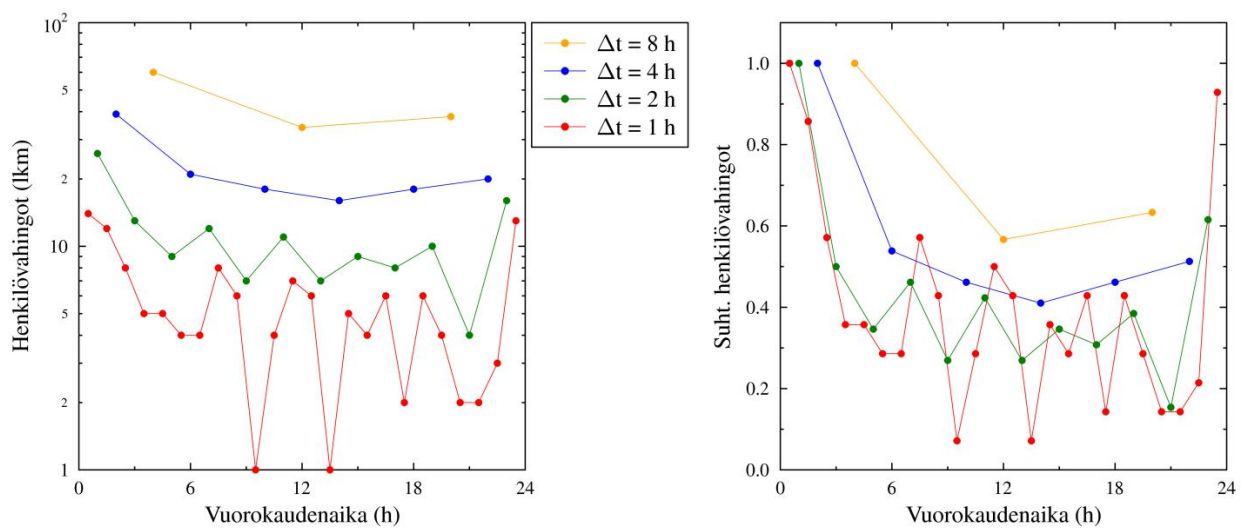 10²
5
2
10
5
2
1
0
6
12
18
24
Henkilövahingot (lkm)
Vuorokaudenaika (h)
Δt = 8 h
Δt = 4 h
Δt = 2 h
Δt = 1 h
1.0
0.8
0.6
0.4
0.2
0.0
0
6
12
18
24
Suht. henkilövahingot
Vuorokaudenaika (h)